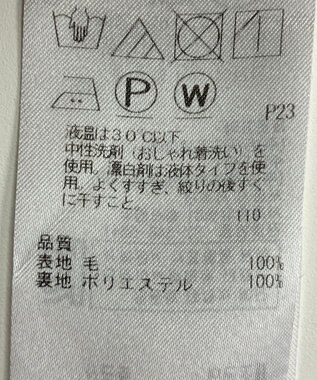 P W
P23
液温は30℃以下
中性洗剤(おしゃれ着洗い)を
使用。漂白剤は液体タイプを使
用。よくすすぎ、絞りの後すぐ
に干すこと。
110
品質
表地 毛 100%
裏地 ポリエステル 100%